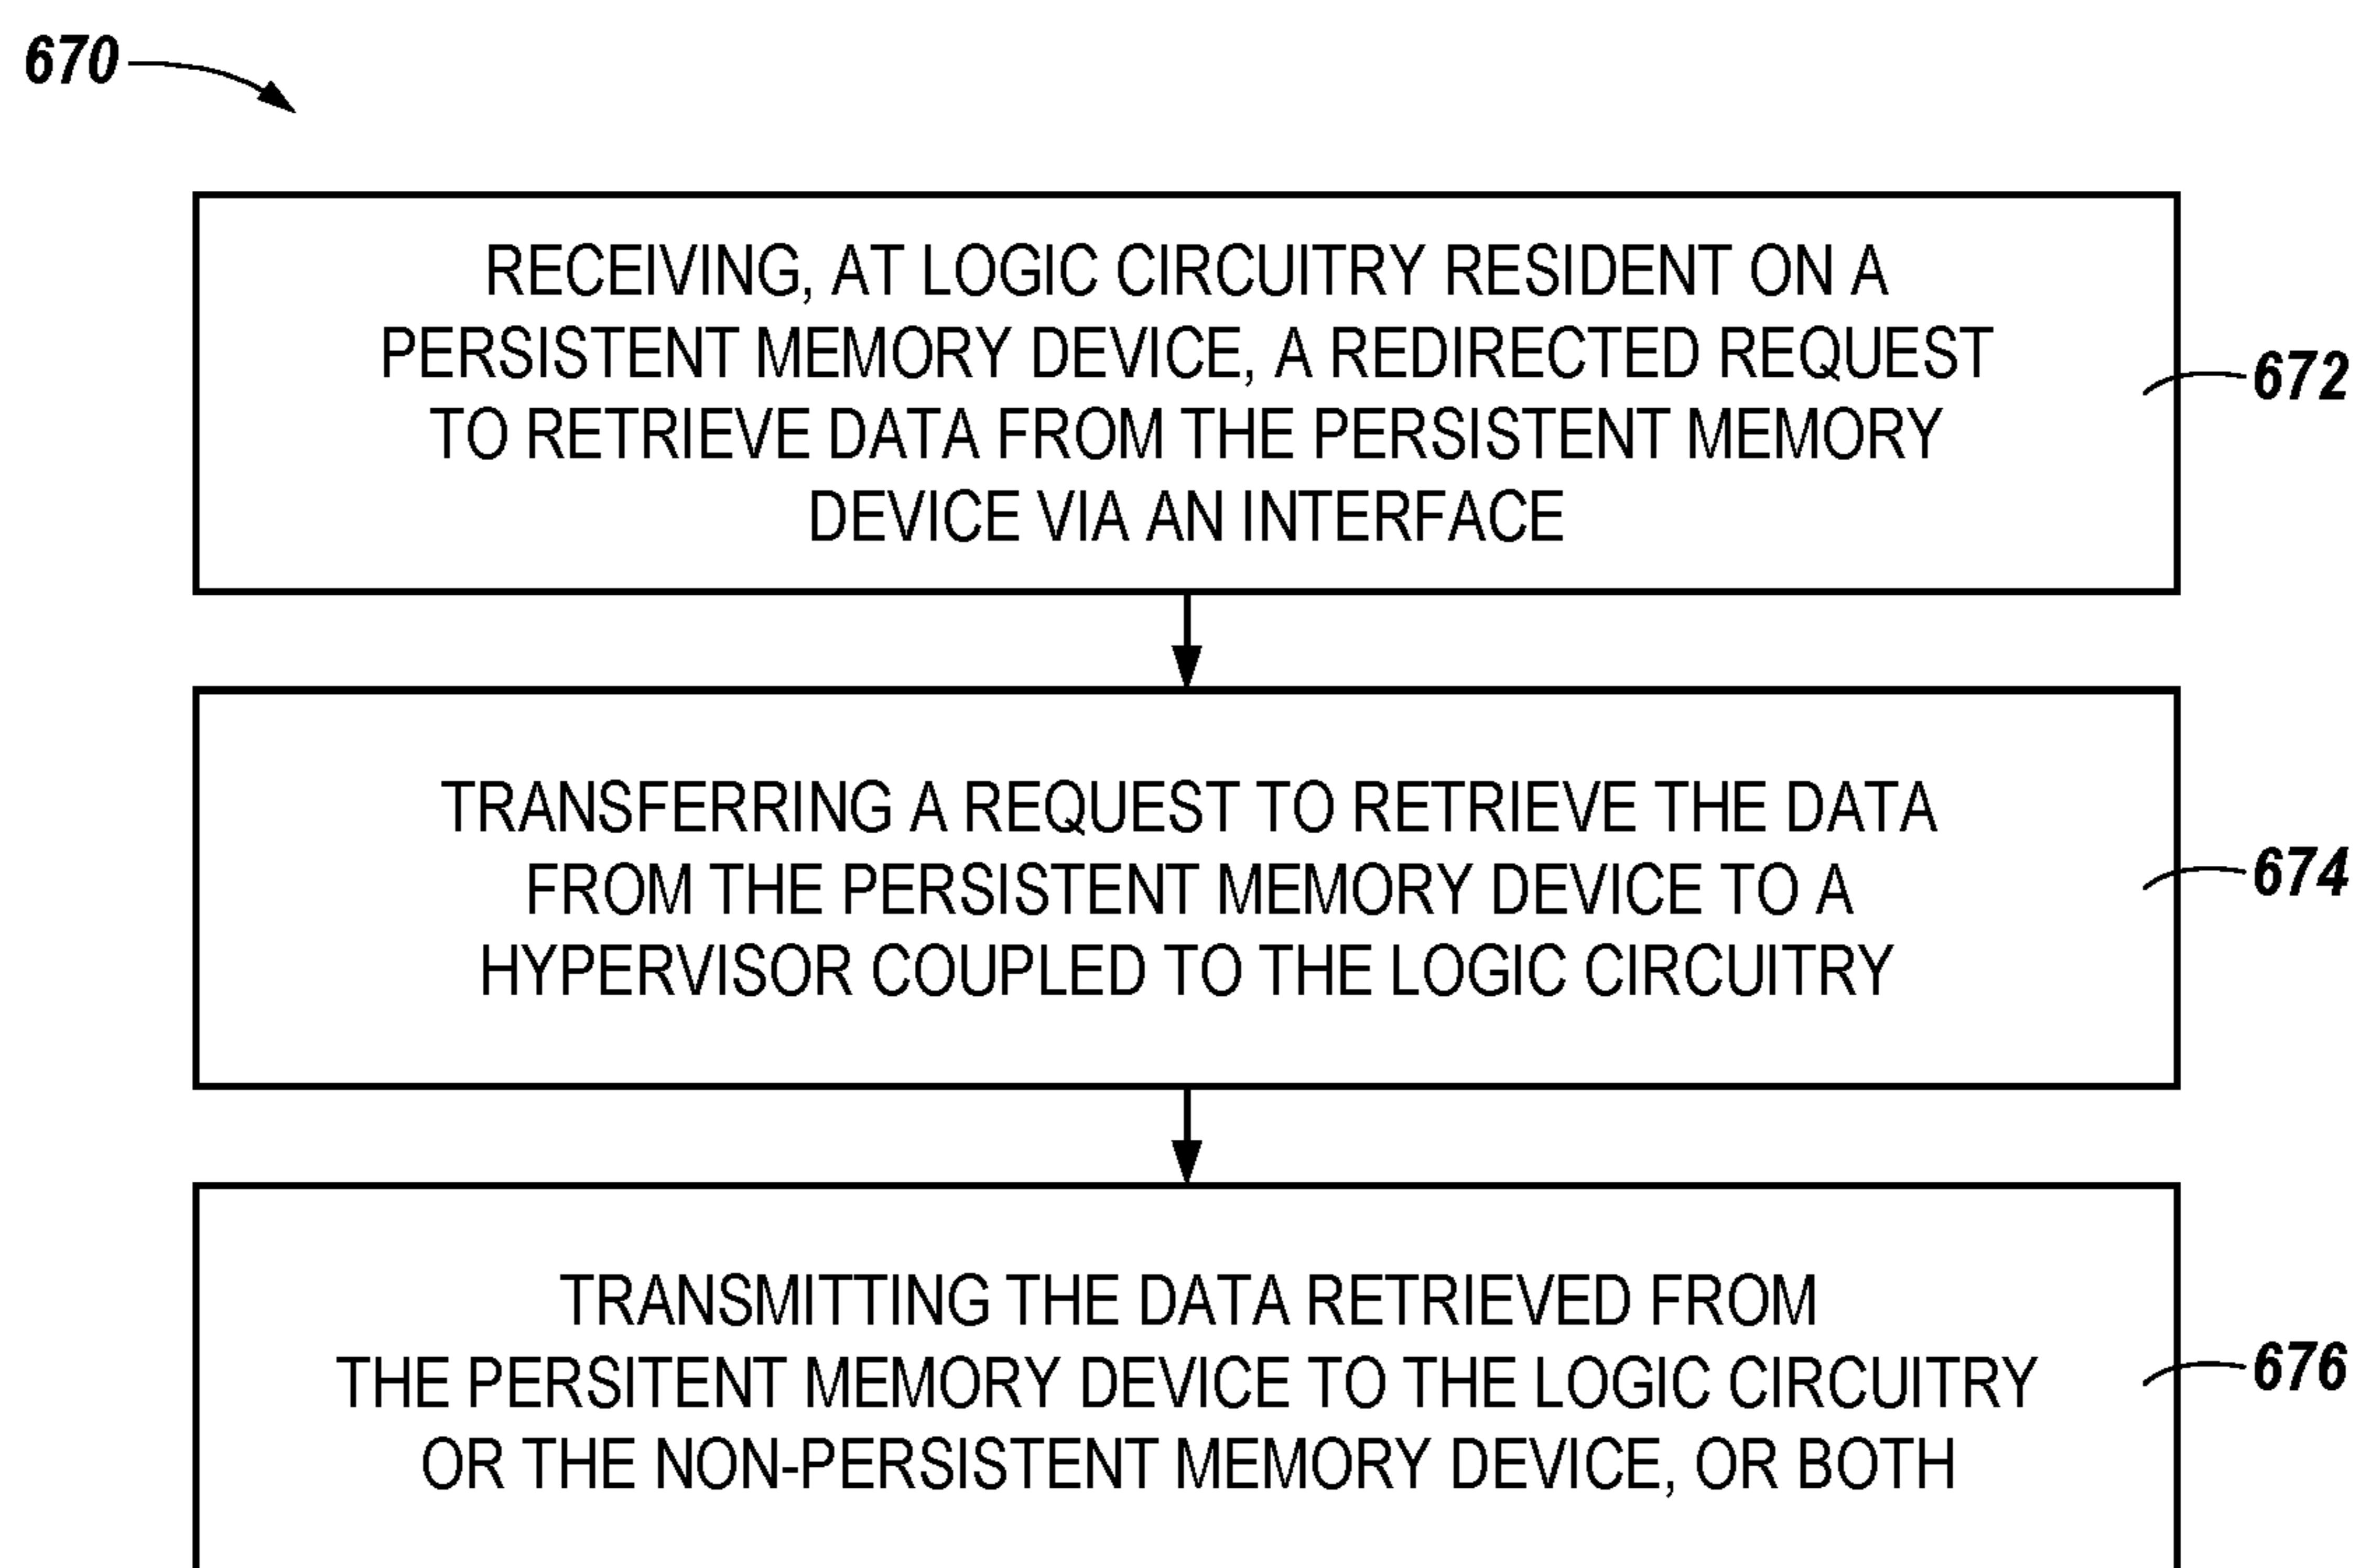 670
RECEIVING, AT LOGIC CIRCUITRY RESIDENT ON A
PERSISTENT MEMORY DEVICE, A REDIRECTED REQUEST
TO RETRIEVE DATA FROM THE PERSISTENT MEMORY
DEVICE VIA AN INTERFACE
672
TRANSFERRING A REQUEST TO RETRIEVE THE DATA
FROM THE PERSISTENT MEMORY DEVICE TO A
HYPERVISOR COUPLED TO THE LOGIC CIRCUITRY
674
TRANSMITTING THE DATA RETRIEVED FROM
THE PERSITENT MEMORY DEVICE TO THE LOGIC CIRCUITRY
OR THE NON-PERSISTENT MEMORY DEVICE, OR BOTH
676